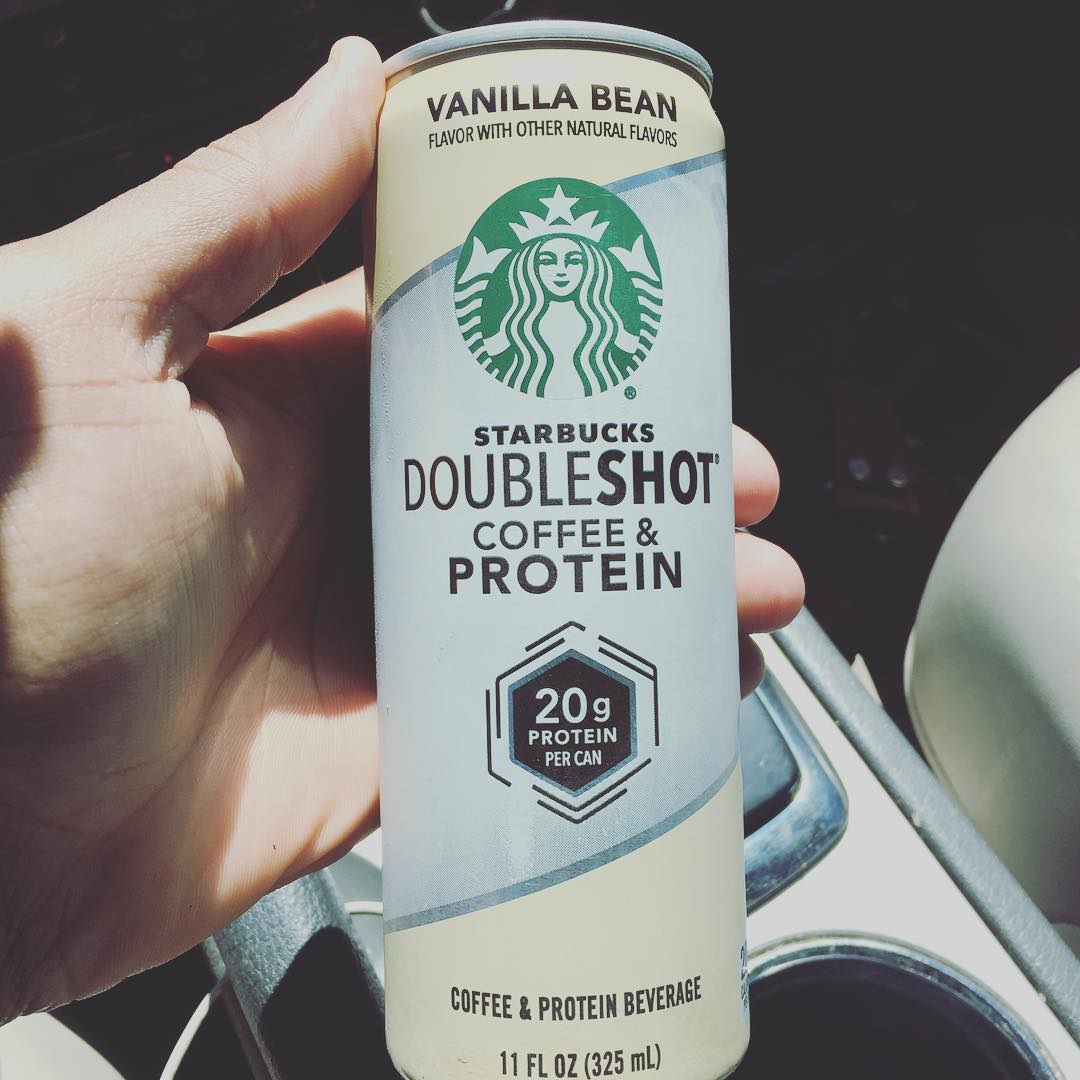 VANILLA BEAN
FLAVOR WITH OTHER NATURAL FLAVORS
®
STARBUCKS
DOUBLESHOT®
COFFEE &
PROTEIN
20g
PROTEIN
PER CAN
COFFEE & PROTEIN BEVERAGE
11 FL OZ (325 mL)